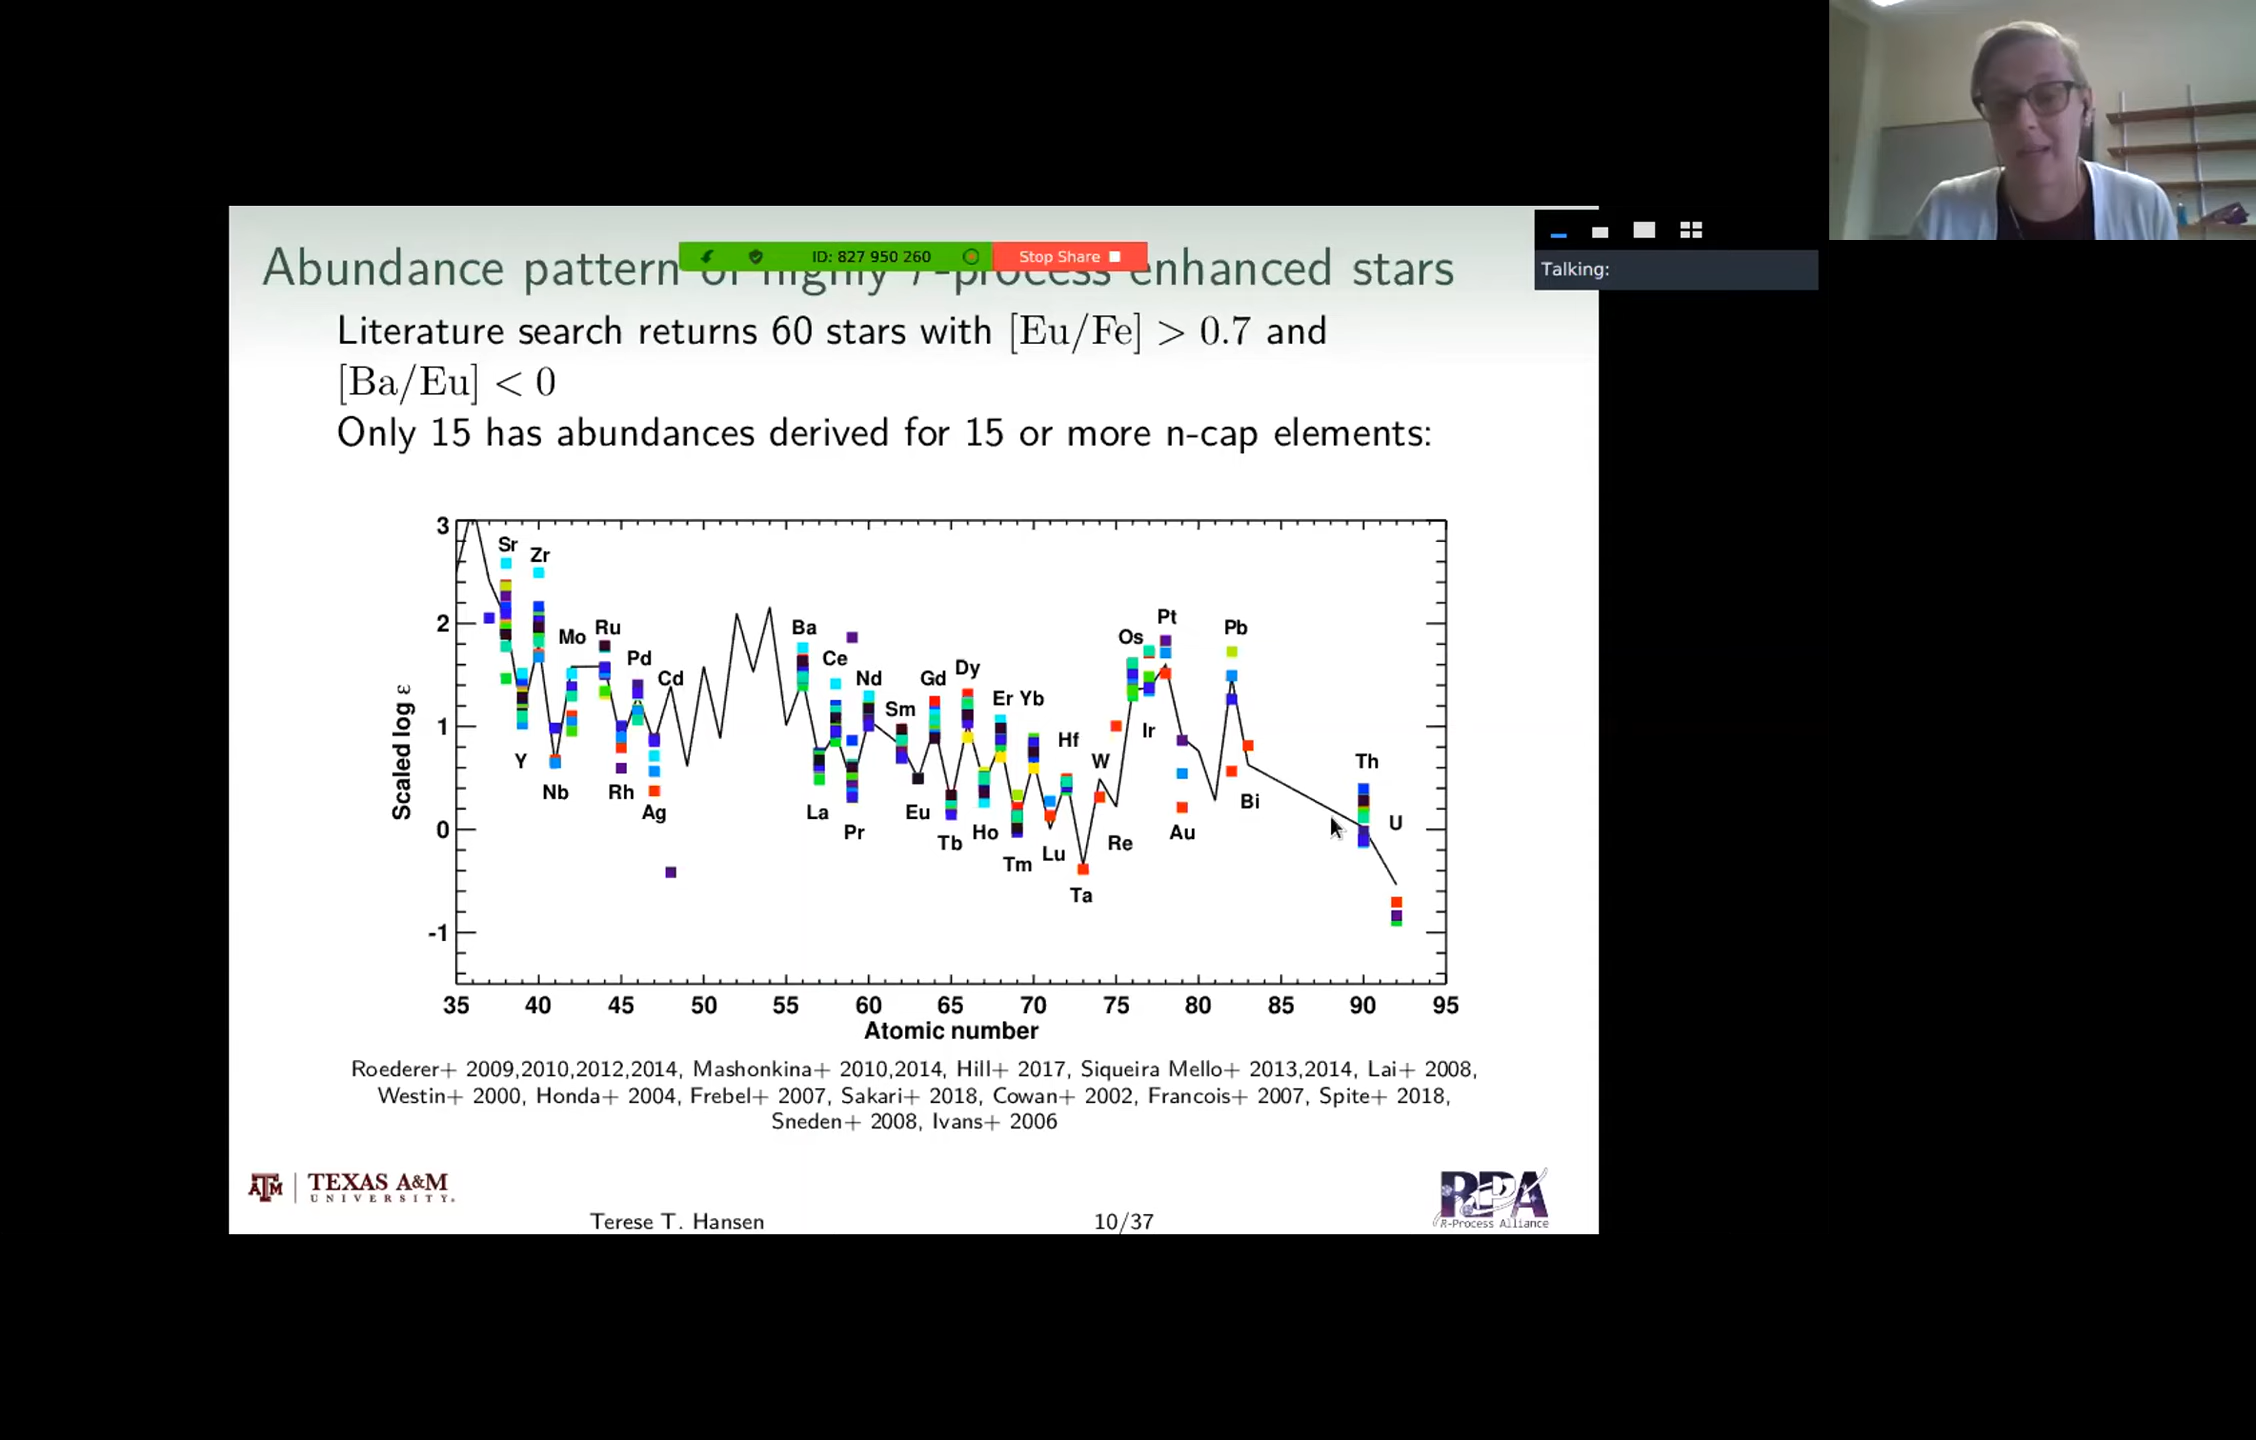 Abundance pattern of highly r-process enhanced stars
ID: 827 950 260
Stop Share
Talking:
Literature search returns 60 stars with [Eu/Fe] > 0.7 and
[Ba/Eu] < 0
Only 15 has abundances derived for 15 or more n-cap elements:
3
2
1
0
-1
Scaled log ε
Sr
Zr
Mo
Ru
Pd
Cd
Ba
Ce
Nd
Sm
Gd
Dy
Er
Yb
Hf
W
Os
Pt
Ir
Pb
Th
U
Y
Nb
Rh
Ag
La
Pr
Eu
Tb
Ho
Tm
Lu
Ta
Re
Au
Bi
35 40 45 50 55 60 65 70 75 80 85 90 95
Atomic number
Roederer+ 2009,2010,2012,2014, Mashonkina+ 2010,2014, Hill+ 2017, Siqueira Mello+ 2013,2014, Lai+ 2008,
Westin+ 2000, Honda+ 2004, Frebel+ 2007, Sakari+ 2018, Cowan+ 2002, Francois+ 2007, Spite+ 2018,
Sneden+ 2008, Ivans+ 2006
ATM
TEXAS A&M
UNIVERSITY.
RPA
R-Process Alliance
Terese T. Hansen
10/37